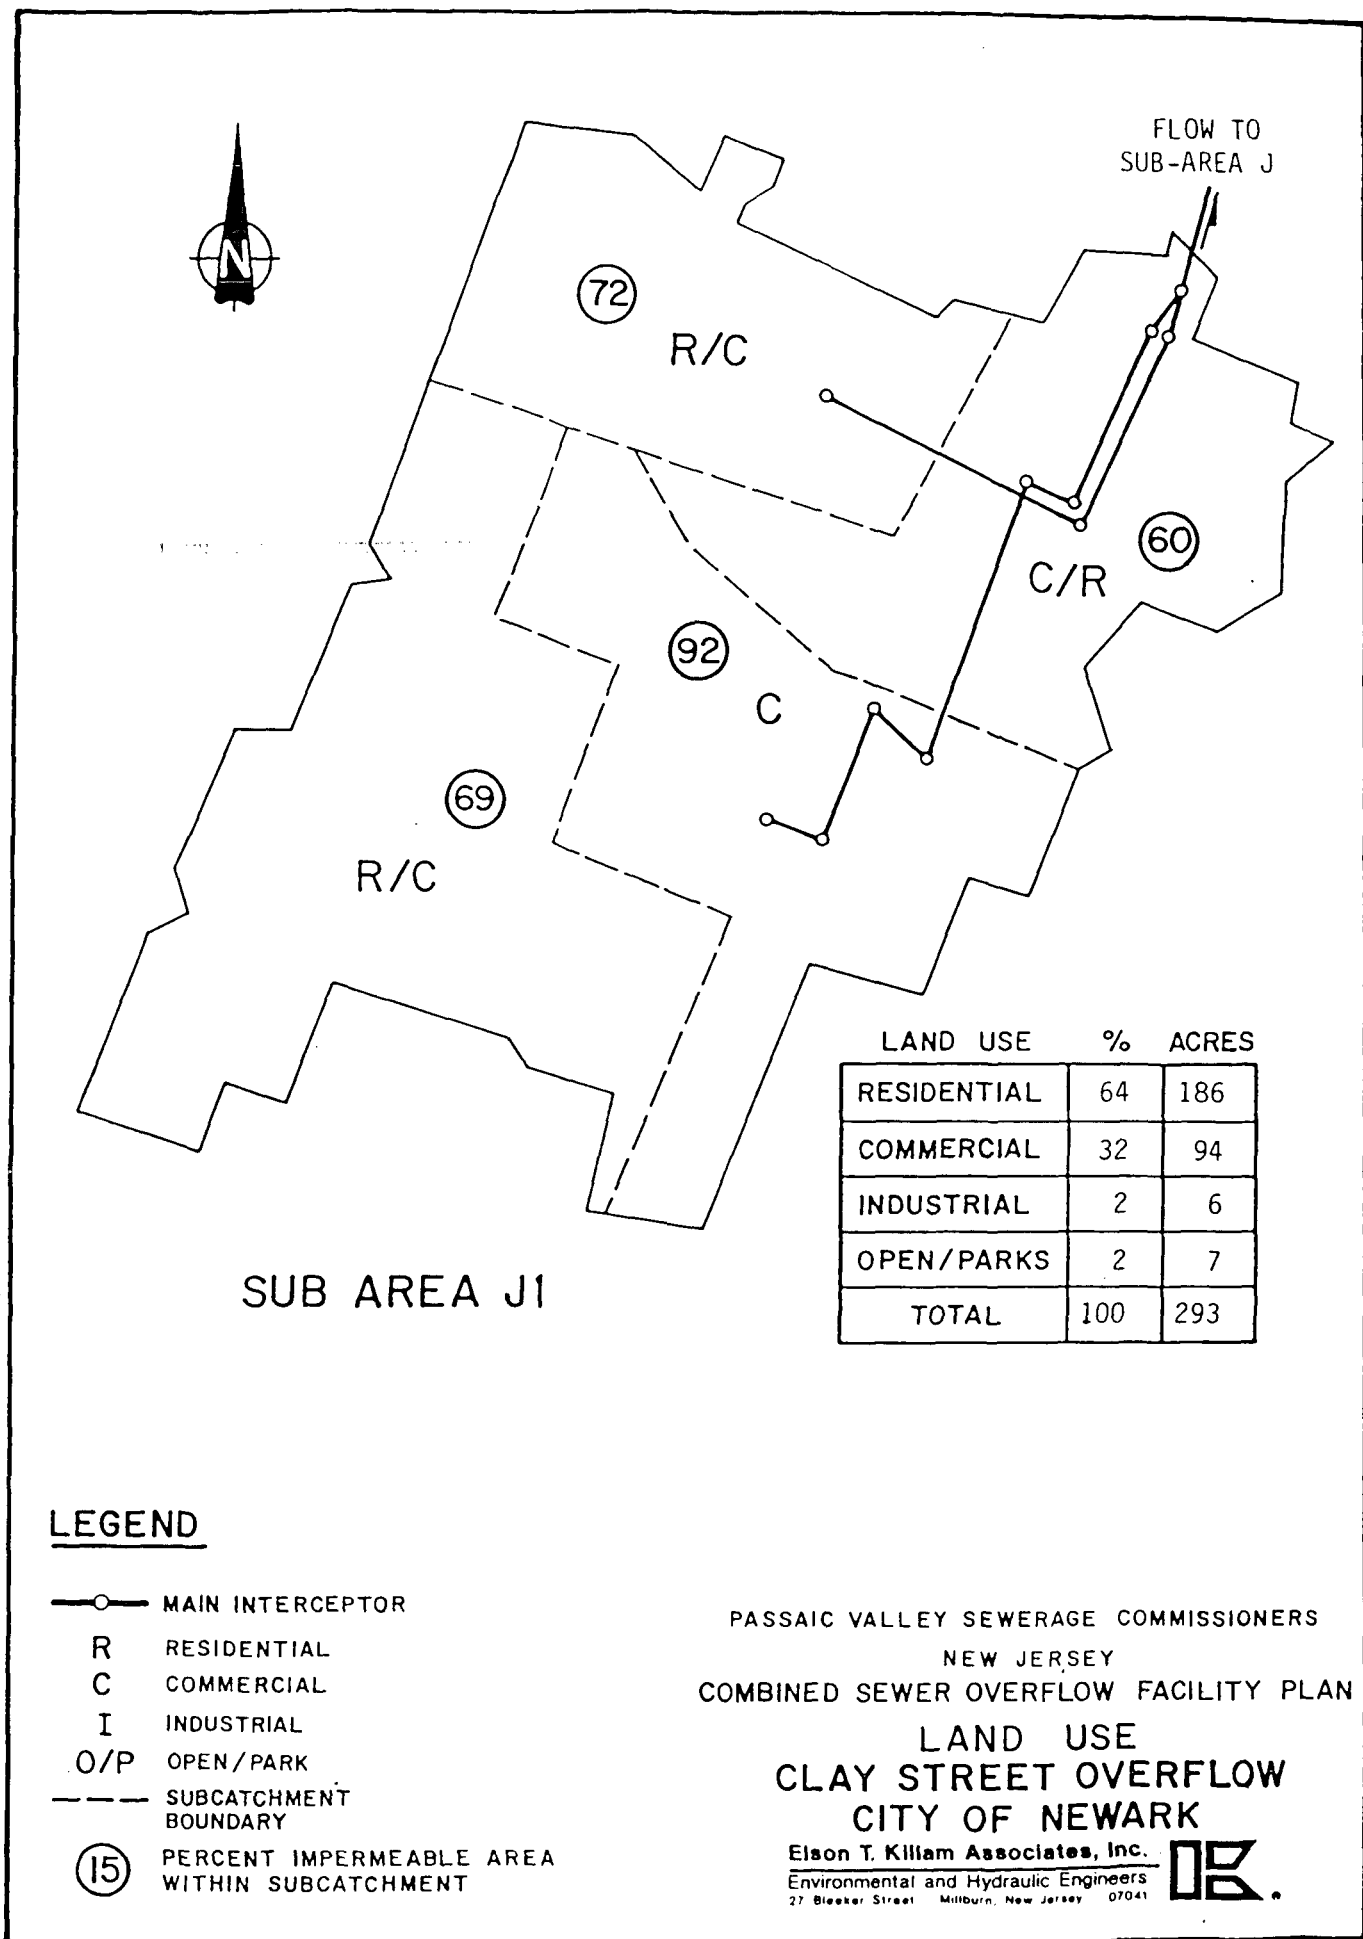 FLOW TO
SUB-AREA J
N
72
R/C
60
C/R
92
C
69
R/C
LAND USE % ACRES
RESIDENTIAL 64 186
COMMERCIAL 32 94
INDUSTRIAL 2 6
OPEN/PARKS 2 7
TOTAL 100 293
SUB AREA J1
LEGEND
MAIN INTERCEPTOR
R RESIDENTIAL
C COMMERCIAL
I INDUSTRIAL
O/P OPEN/PARK
SUBCATCHMENT
BOUNDARY
15 PERCENT IMPERMEABLE AREA
WITHIN SUBCATCHMENT
PASSAIC VALLEY SEWERAGE COMMISSIONERS
NEW JERSEY
COMBINED SEWER OVERFLOW FACILITY PLAN
LAND USE
CLAY STREET OVERFLOW
CITY OF NEWARK
Elson T. Killam Associates, Inc.
Environmental and Hydraulic Engineers
27 Bleeker Street Millburn, New Jersey 07041